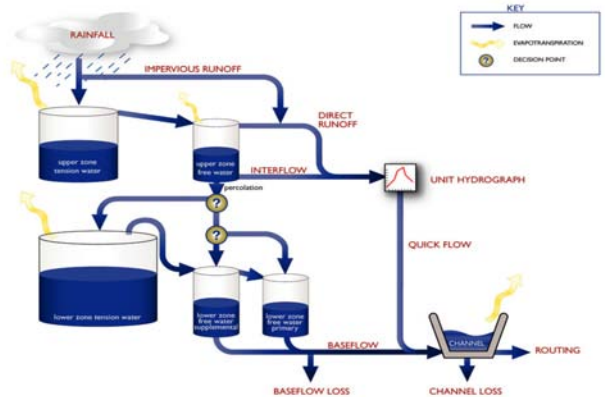 KEY
FLOW
EVAPOTRANSPIRATION
? DECISION POINT
RAINFALL
IMPERVIOUS RUNOFF
DIRECT
RUNOFF
upper zone
tension water
upper zone
free water
INTERFLOW
UNIT HYDROGRAPH
percolation
?
?
QUICK FLOW
lower zone tension water
lower zone
free water
supplemental
lower zone
free water
primary
BASEFLOW
CHANNEL
ROUTING
BASEFLOW LOSS
CHANNEL LOSS